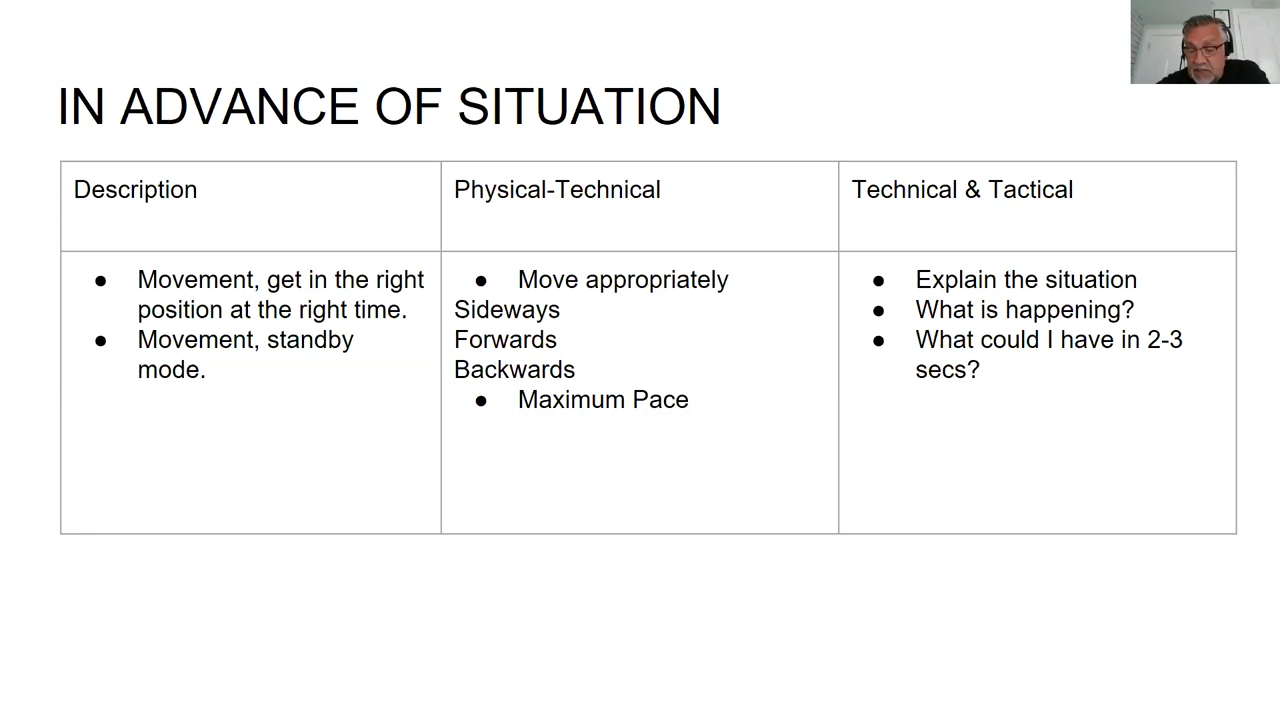 IN ADVANCE OF SITUATION
Description
Physical-Technical
Technical & Tactical
● Movement, get in the right
position at the right time.
● Movement, standby
mode.
● Move appropriately
Sideways
Forwards
Backwards
● Maximum Pace
● Explain the situation
● What is happening?
● What could I have in 2-3
secs?